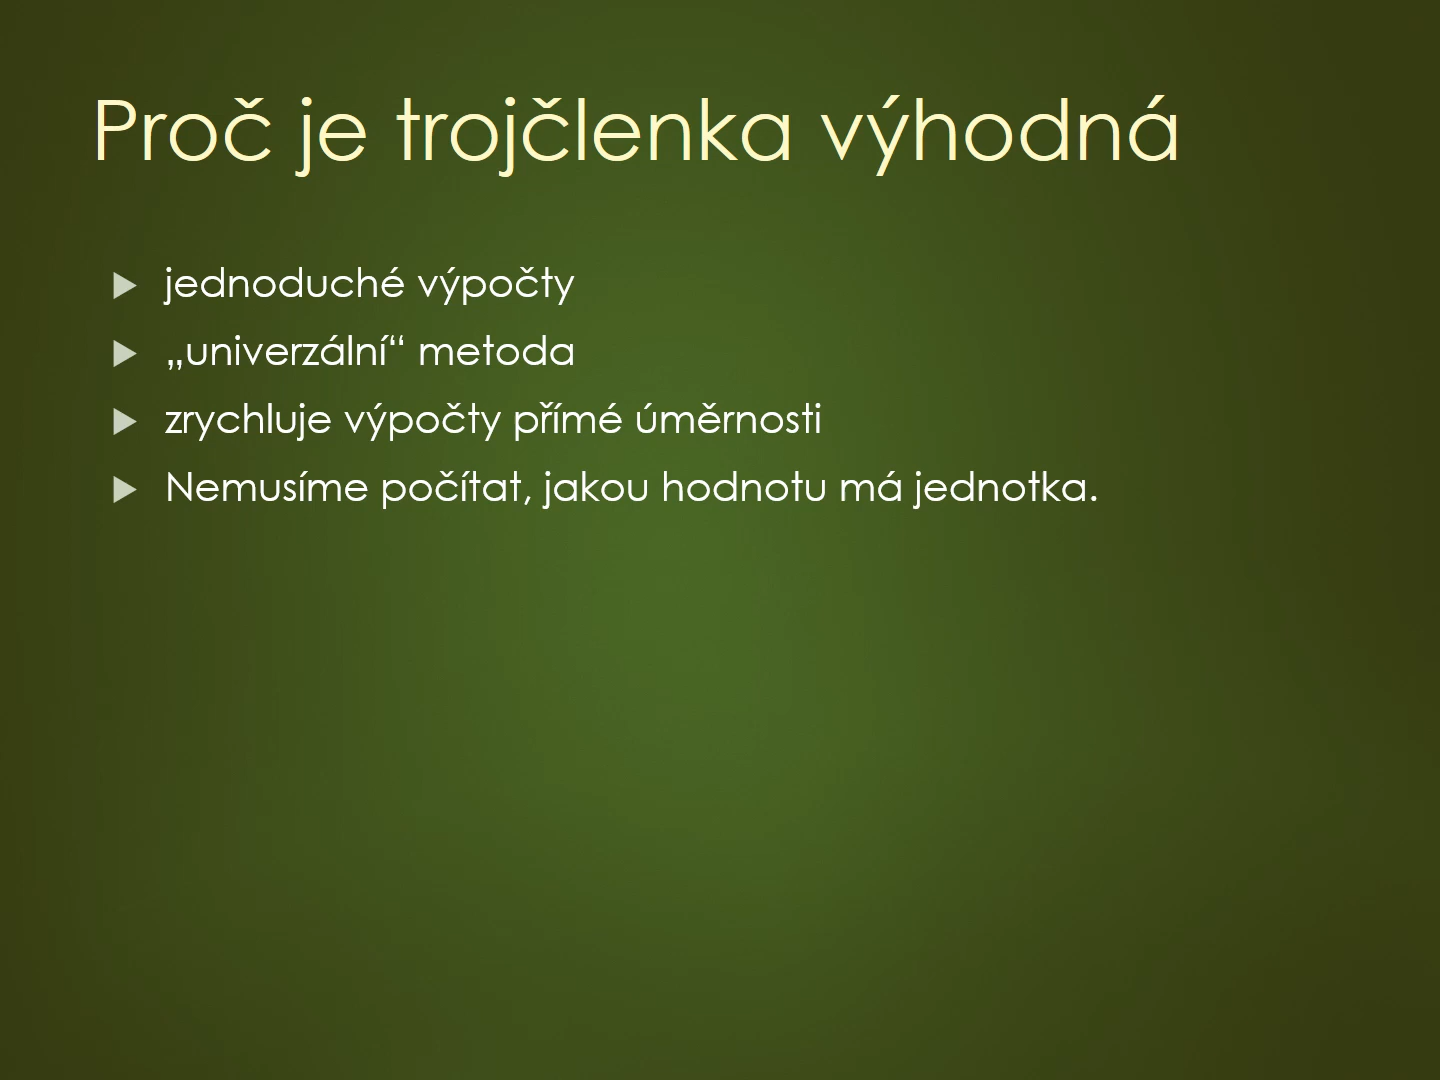 Proč je trojčlenka výhodná
jednoduché výpočty
„univerzální“ metoda
zrychluje výpočty přímé úměrnosti
Nemusíme počítat, jakou hodnotu má jednotka.